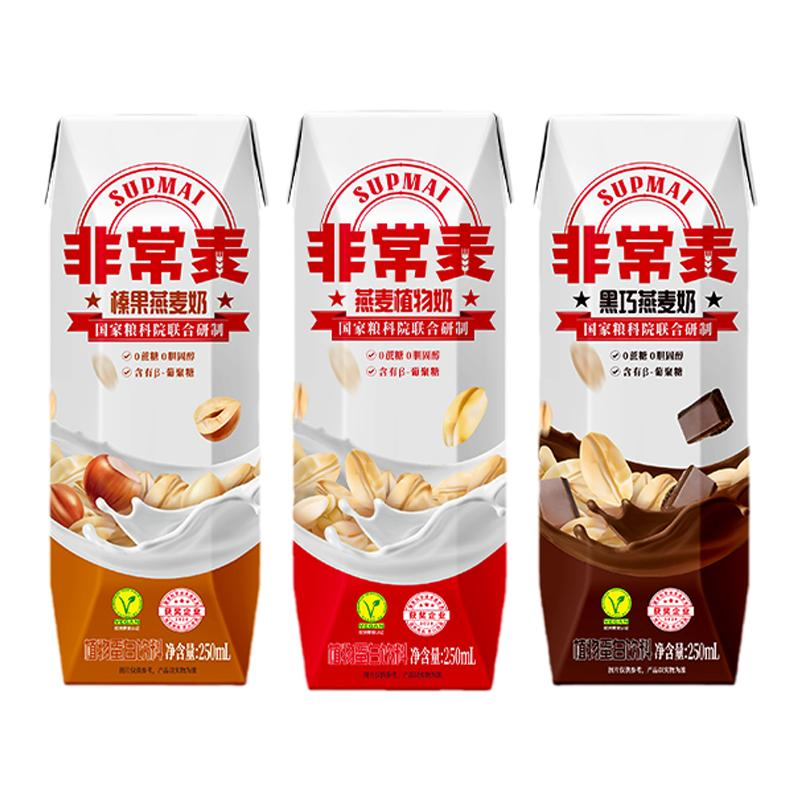 SUPMAI
非常麦
榛果燕麦奶
国家粮科院联合研制
0蔗糖 0胆固醇
含有β-葡聚糖
VEGAN
获奖企业
植物蛋白饮料 净含量:250mL
图片仅供参考，产品以实物为准
SUPMAI
非常麦
燕麦植物奶
国家粮科院联合研制
0蔗糖 0胆固醇
含有β-葡聚糖
VEGAN
获奖企业
植物蛋白饮料 净含量:250mL
图片仅供参考，产品以实物为准
SUPMAI
非常麦
黑巧燕麦奶
国家粮科院联合研制
0蔗糖 0胆固醇
含有β-葡聚糖
VEGAN
获奖企业
植物蛋白饮料 净含量:250mL
图片仅供参考，产品以实物为准